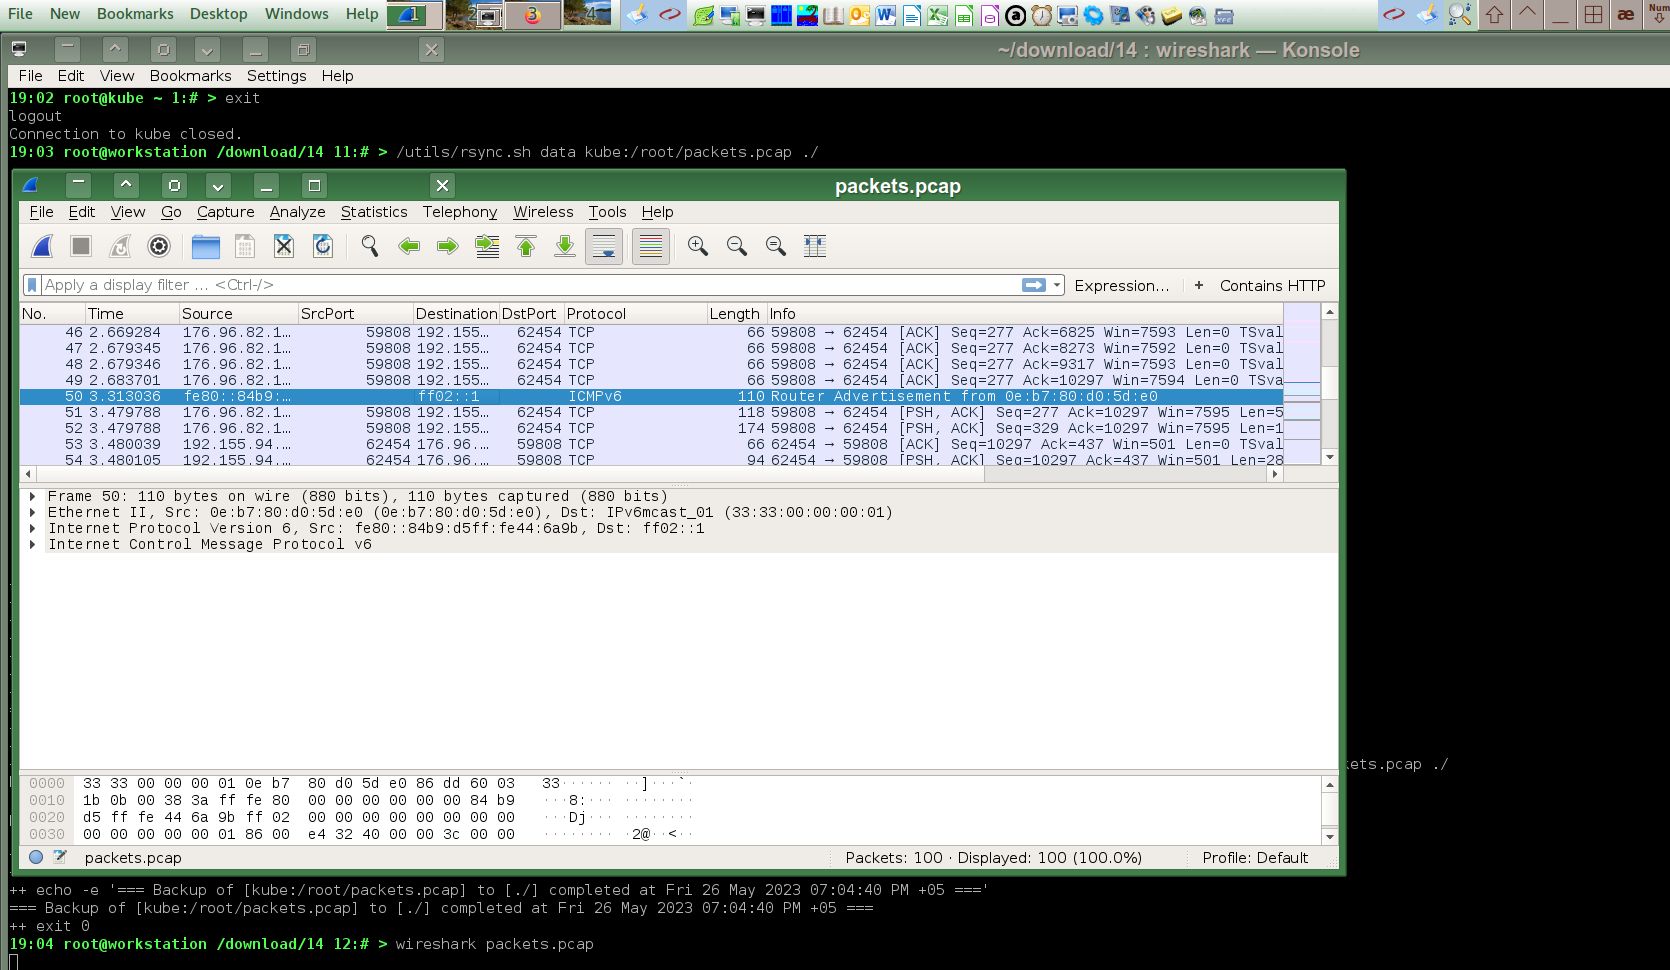 File New Bookmarks Desktop Windows Help 1 2 3 4 Num
~/download/14 : wireshark — Konsole
File Edit View Bookmarks Settings Help
19:02 root@kube ~ 1:# > exit
logout
Connection to kube closed.
19:03 root@workstation /download/14 11:# > /utils/rsync.sh data kube:/root/packets.pcap ./
packets.pcap
File Edit View Go Capture Analyze Statistics Telephony Wireless Tools Help
Apply a display filter ... <Ctrl-/> Expression... + Contains HTTP
No. Time Source SrcPort Destination DstPort Protocol Length Info
46 2.669284 176.96.82.1... 59808 192.155... 62454 TCP 66 59808 → 62454 [ACK] Seq=277 Ack=6825 Win=7593 Len=0 TSval
47 2.679345 176.96.82.1... 59808 192.155... 62454 TCP 66 59808 → 62454 [ACK] Seq=277 Ack=8273 Win=7592 Len=0 TSval
48 2.679346 176.96.82.1... 59808 192.155... 62454 TCP 66 59808 → 62454 [ACK] Seq=277 Ack=9317 Win=7593 Len=0 TSval
49 2.683701 176.96.82.1... 59808 192.155... 62454 TCP 66 59808 → 62454 [ACK] Seq=277 Ack=10297 Win=7594 Len=0 TSva
50 3.313036 fe80::84b9:... ff02::1 ICMPv6 110 Router Advertisement from 0e:b7:80:d0:5d:e0
51 3.479788 176.96.82.1... 59808 192.155... 62454 TCP 118 59808 → 62454 [PSH, ACK] Seq=277 Ack=10297 Win=7595 Len=5
52 3.479788 176.96.82.1... 59808 192.155... 62454 TCP 174 59808 → 62454 [PSH, ACK] Seq=329 Ack=10297 Win=7595 Len=1
53 3.480039 192.155.94.... 62454 176.96.... 59808 TCP 66 62454 → 59808 [ACK] Seq=10297 Ack=437 Win=501 Len=0 TSval
54 3.480105 192.155.94.... 62454 176.96.... 59808 TCP 94 62454 → 59808 [PSH, ACK] Seq=10297 Ack=437 Win=501 Len=28
Frame 50: 110 bytes on wire (880 bits), 110 bytes captured (880 bits)
Ethernet II, Src: 0e:b7:80:d0:5d:e0 (0e:b7:80:d0:5d:e0), Dst: IPv6mcast_01 (33:33:00:00:00:01)
Internet Protocol Version 6, Src: fe80::84b9:d5ff:fe44:6a9b, Dst: ff02::1
Internet Control Message Protocol v6
kets.pcap ./
0000 33 33 00 00 00 01 0e b7 80 d0 5d e0 86 dd 60 03 33······ ··]···`·
0010 1b 0b 00 38 3a ff fe 80 00 00 00 00 00 00 84 b9 ···8:··· ········
0020 d5 ff fe 44 6a 9b ff 02 00 00 00 00 00 00 00 00 ···Dj··· ········
0030 00 00 00 00 00 01 86 00 e4 32 40 00 00 3c 00 00 ········ ·2@··<··
packets.pcap Packets: 100 · Displayed: 100 (100.0%) Profile: Default
++ echo -e '=== Backup of [kube:/root/packets.pcap] to [./] completed at Fri 26 May 2023 07:04:40 PM +05 ==='
=== Backup of [kube:/root/packets.pcap] to [./] completed at Fri 26 May 2023 07:04:40 PM +05 ===
++ exit 0
19:04 root@workstation /download/14 12:# > wireshark packets.pcap